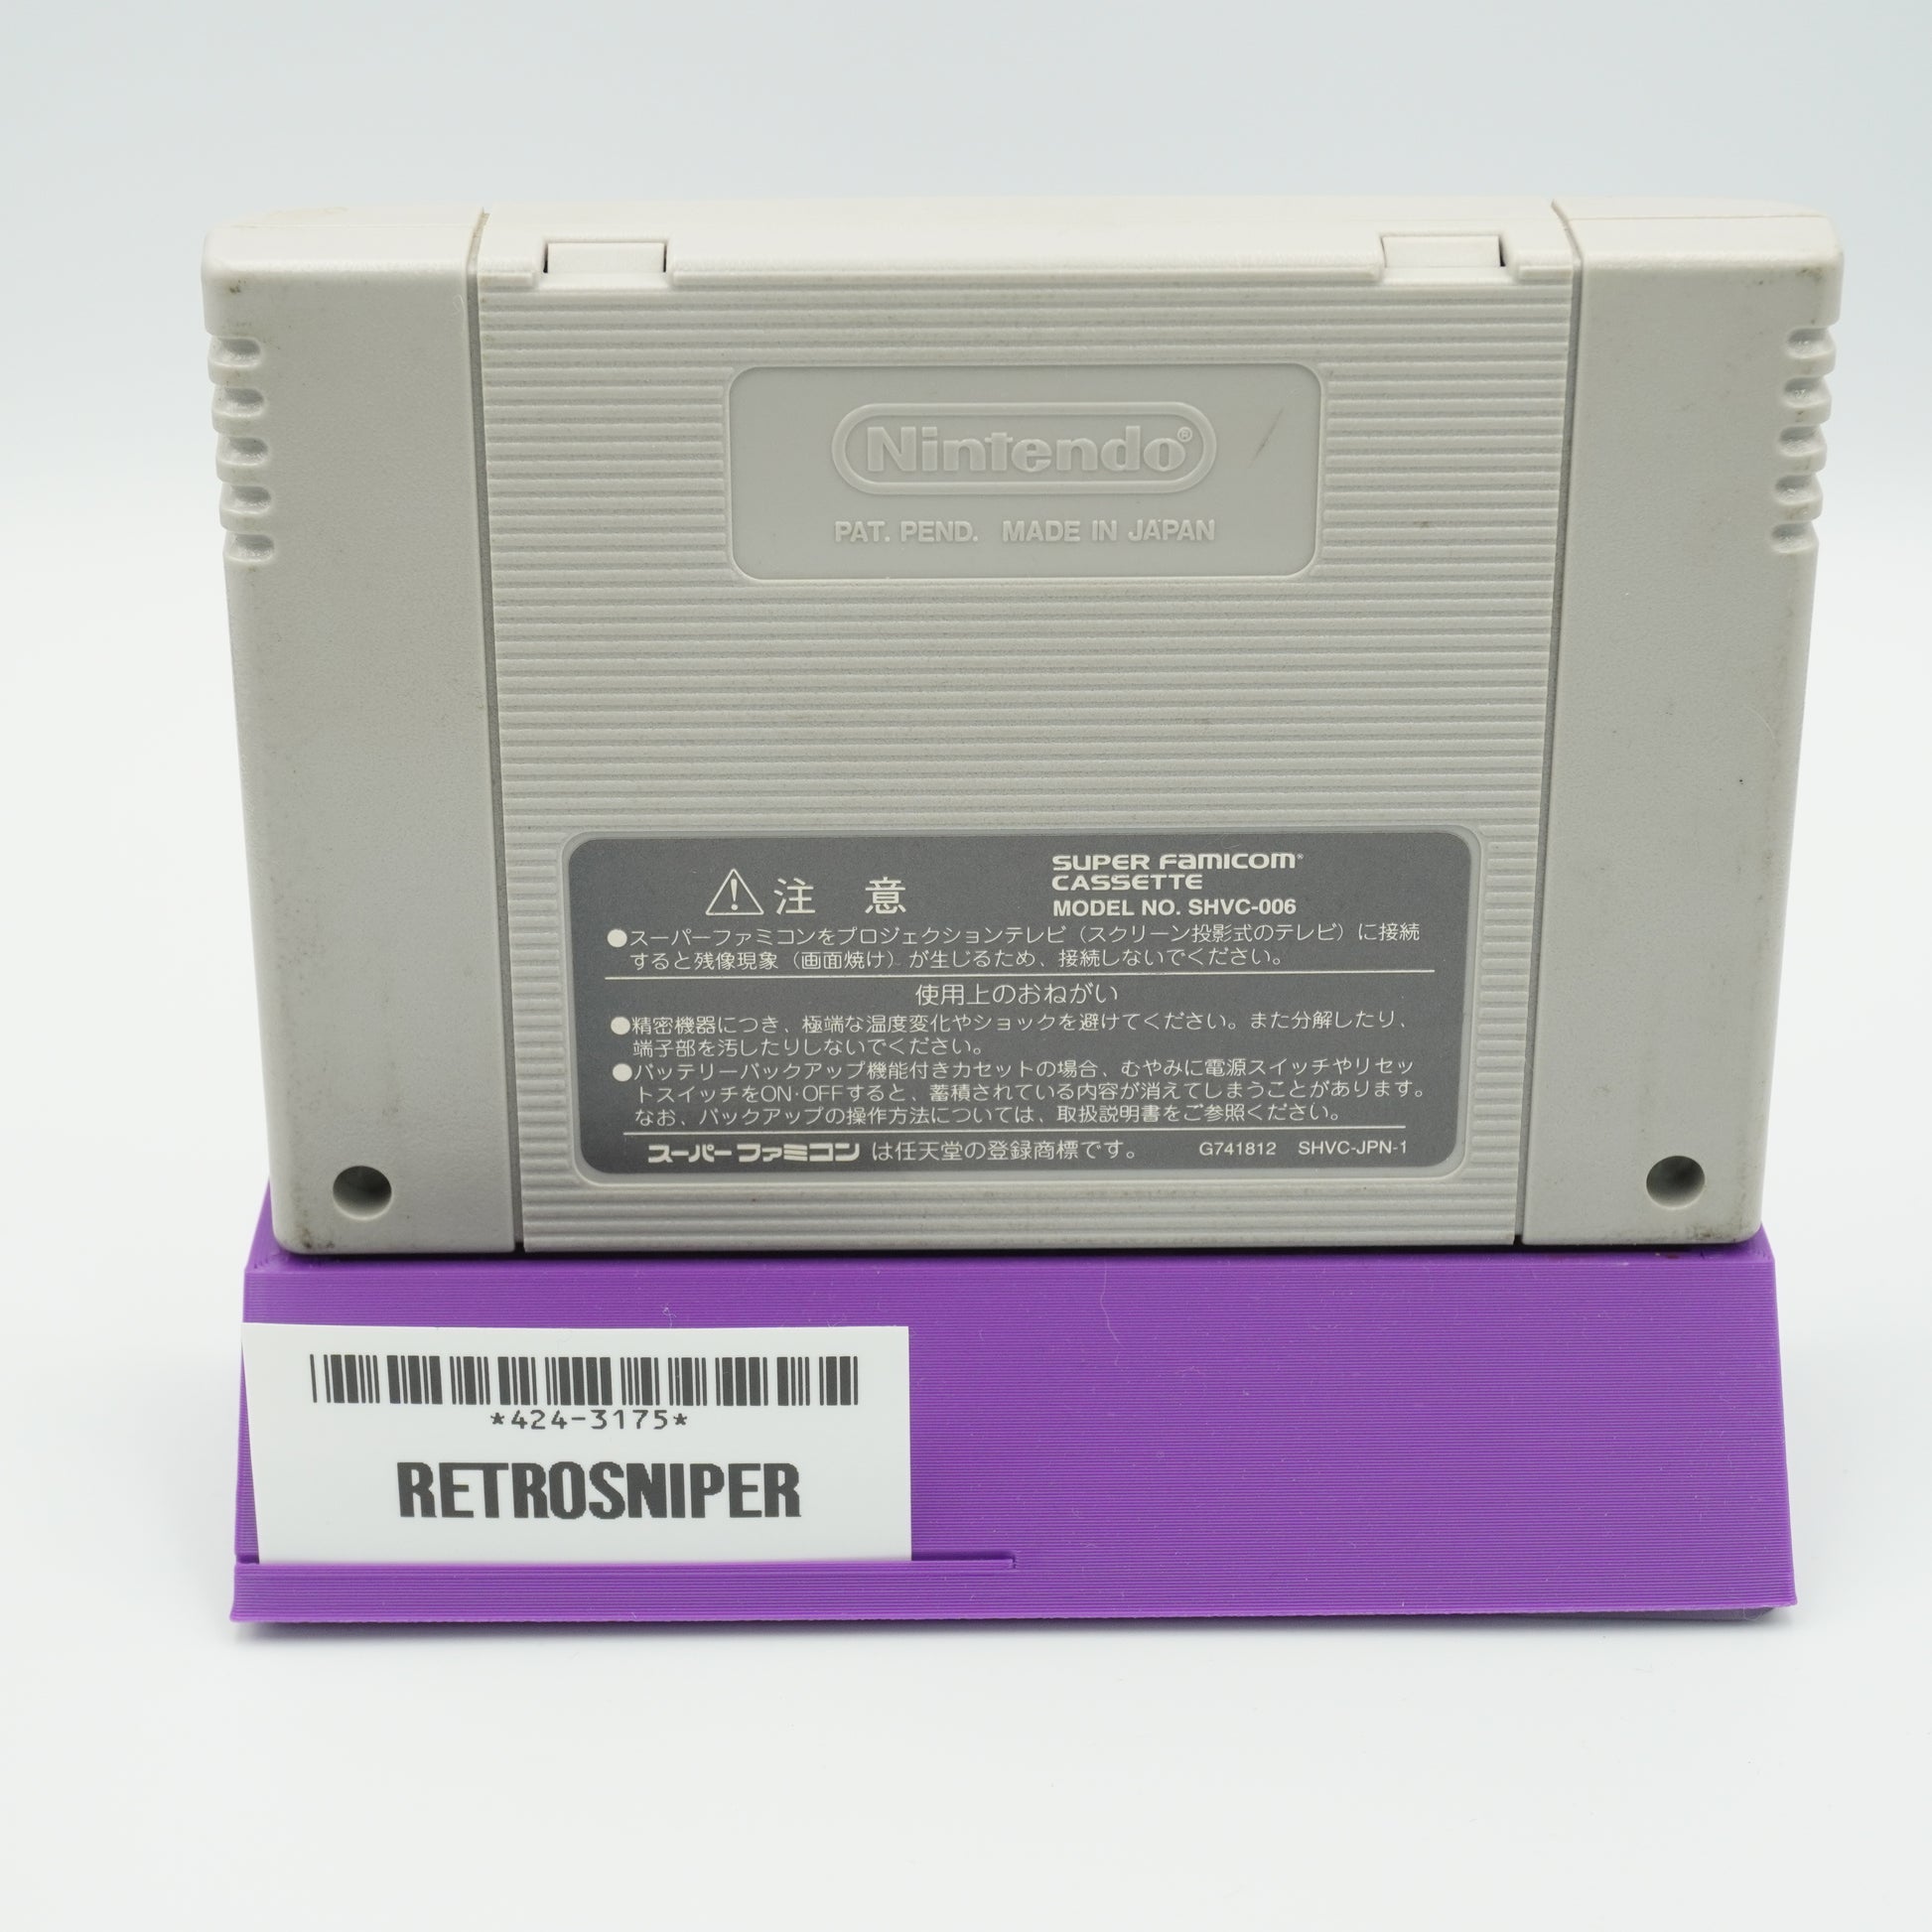 Nintendo®
PAT. PEND. MADE IN JAPAN
注 意
SUPER FAMICOM®
CASSETTE
MODEL NO. SHVC-006
●スーパーファミコンをプロジェクションテレビ（スクリーン投影式のテレビ）に接続
すると残像現象（画面焼け）が生じるため、接続しないでください。
使用上のおねがい
●精密機器につき、極端な温度変化やショックを避けてください。また分解したり、
端子部を汚したりしないでください。
●バッテリーバックアップ機能付きカセットの場合、むやみに電源スイッチやリセッ
トスイッチをON·OFFすると、蓄積されている内容が消えてしまうことがあります。
なお、バックアップの操作方法については、取扱説明書をご参照ください。
スーパーファミコン は任天堂の登録商標です。 G741812 SHVC-JPN-1
*424-3175*
RETROSNIPER